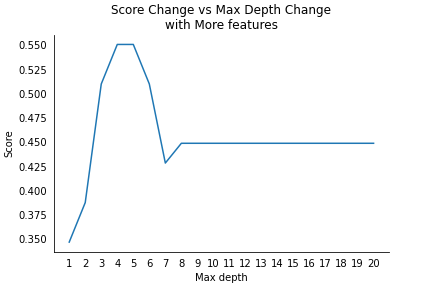 Score Change vs Max Depth Change
with More features
0.550
0.525
0.500
0.475
0.450
0.425
0.400
0.375
0.350
Score
1 2 3 4 5 6 7 8 9 10 11 12 13 14 15 16 17 18 19 20
Max depth